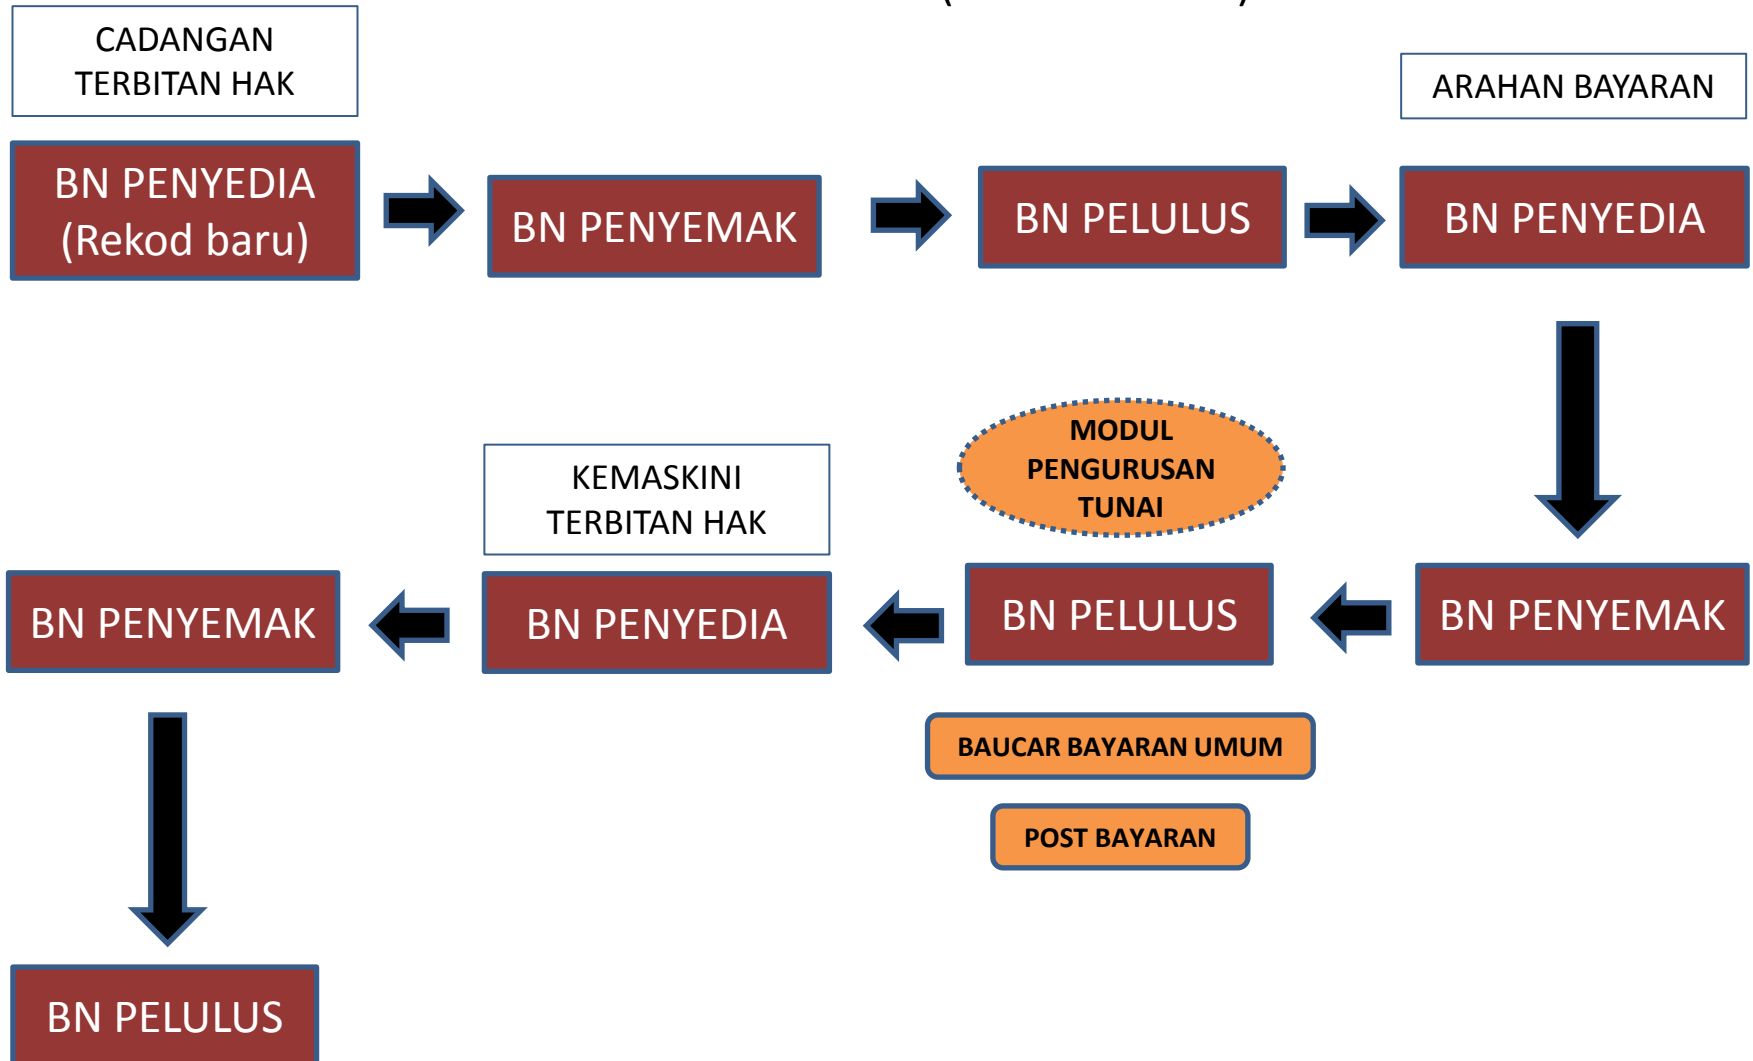 CADANGAN
TERBITAN HAK
ARAHAN BAYARAN
BN PENYEDIA
(Rekod baru)
BN PENYEMAK
BN PELULUS
BN PENYEDIA
MODUL
PENGURUSAN
TUNAI
KEMASKINI
TERBITAN HAK
BN PENYEMAK
BN PENYEDIA
BN PELULUS
BN PENYEMAK
BAUCAR BAYARAN UMUM
POST BAYARAN
BN PELULUS